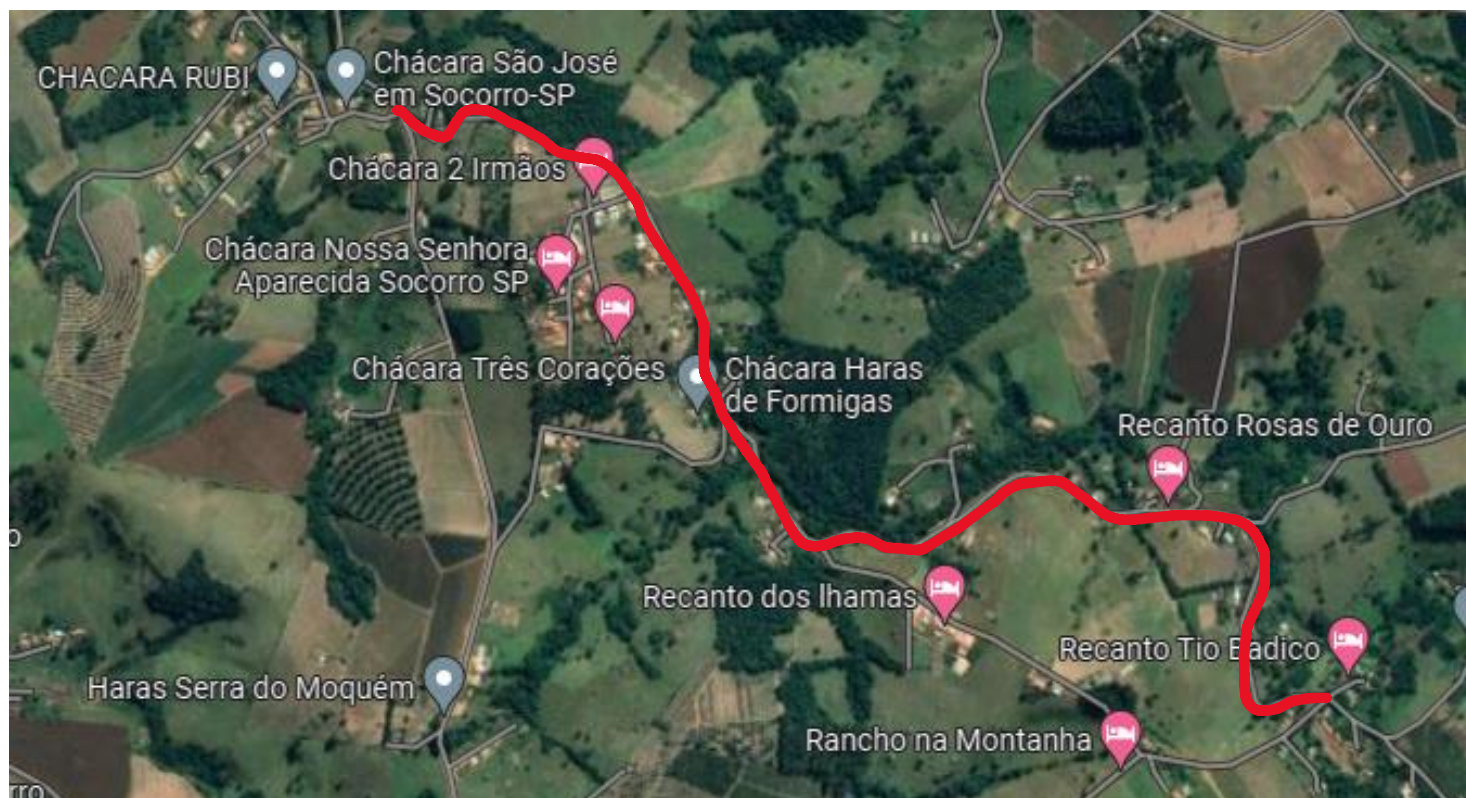 CHACARA RUBI
Chácara São José
em Socorro-SP
Chácara 2 Irmãos
Chácara Nossa Senhora
Aparecida Socorro SP
Chácara Três Corações
Chácara Haras
de Formigas
Recanto Rosas de Ouro
Recanto dos lhamas
Recanto Tio Badico
Haras Serra do Moquém
Rancho na Montanha